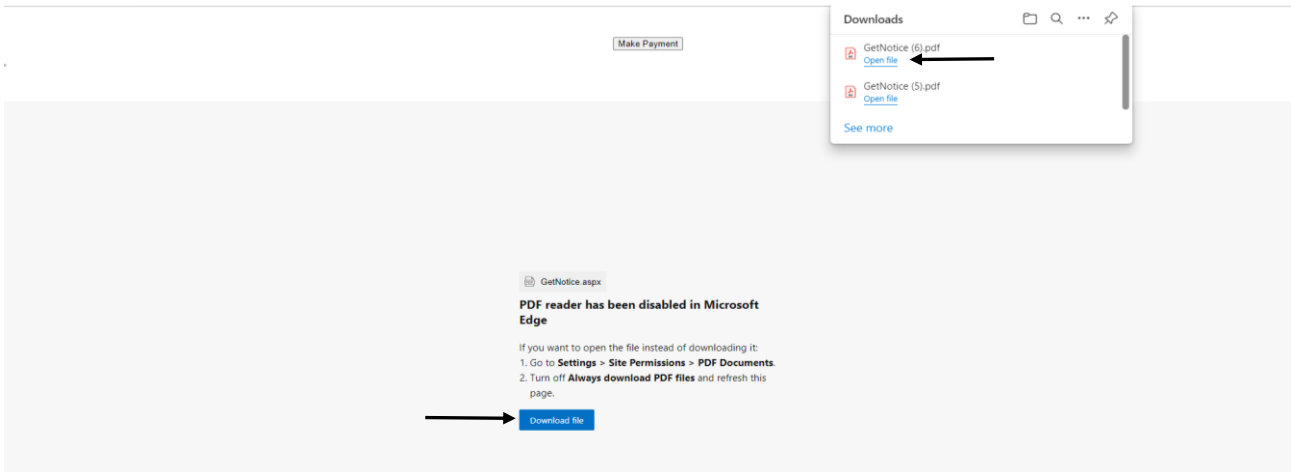 Make Payment
Downloads
GetNotice (6).pdf
Open file
GetNotice (5).pdf
Open file
See more
GetNotice.aspx
PDF reader has been disabled in Microsoft
Edge
If you want to open the file instead of downloading it:
1. Go to Settings > Site Permissions > PDF Documents.
2. Turn off Always download PDF files and refresh this
page.
Download file